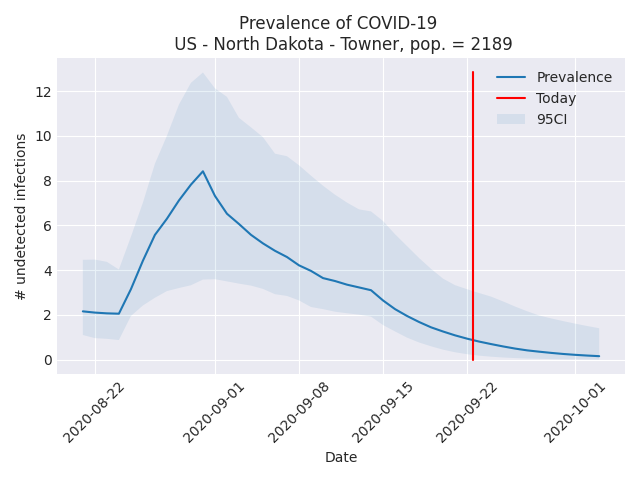 Prevalence of COVID-19
US - North Dakota - Towner, pop. = 2189
Prevalence
Today
95CI
# undetected infections
12
10
8
6
4
2
0
2020-08-22
2020-09-01
2020-09-08
2020-09-15
2020-09-22
2020-10-01
Date